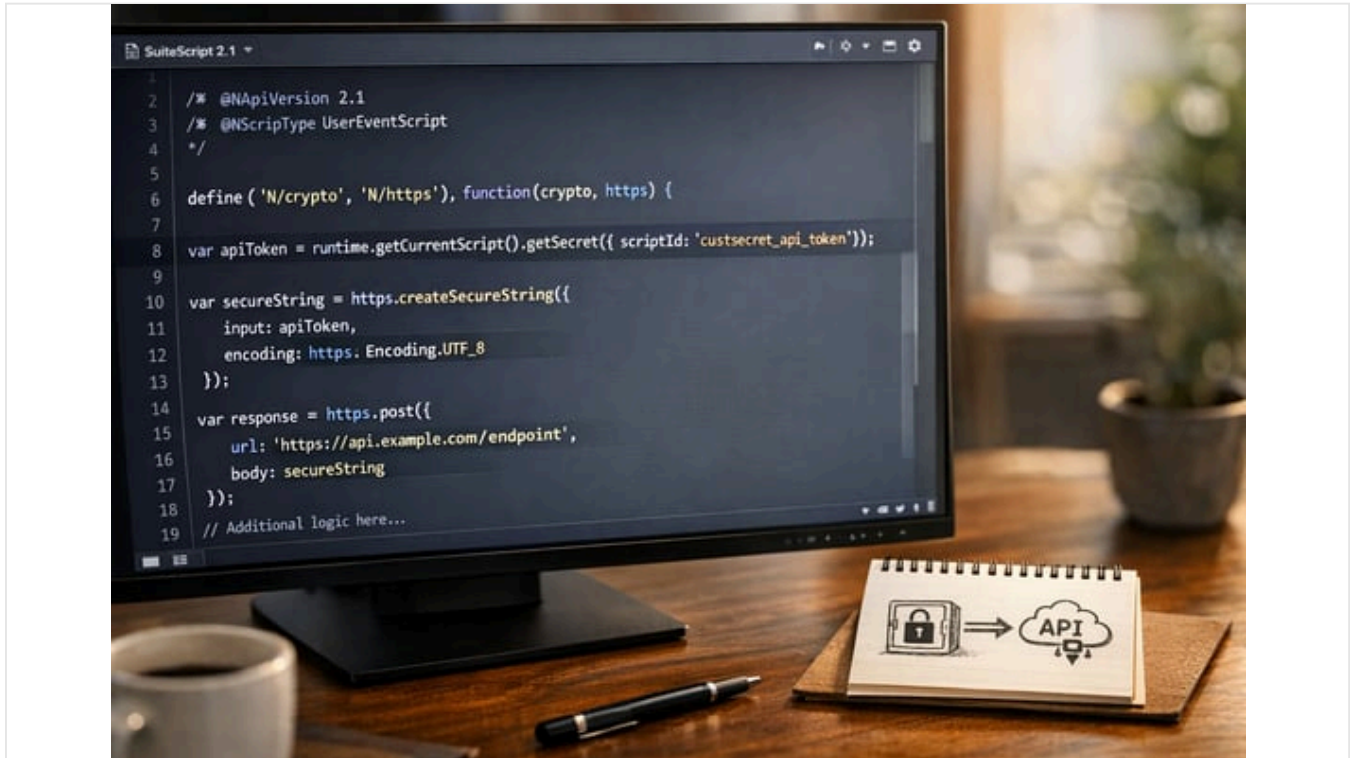 SuiteScript 2.1
1
2 /* @NApiVersion 2.1
3 /* @NScripType UserEventScript
4 */
5
6 define ( 'N/crypto', 'N/https'), function(crypto, https) {
7
8 var apiToken = runtime.getCurrentScript().getSecret({ scriptId: 'custsecret_api_token'});
9
10 var secureString = https.createSecureString({
11 input: apiToken,
12 encoding: https. Encoding.UTF_8
13 });
14 var response = https.post({
15 url: 'https://api.example.com/endpoint',
16 body: secureString
17 });
18
19 // Additional logic here...
API